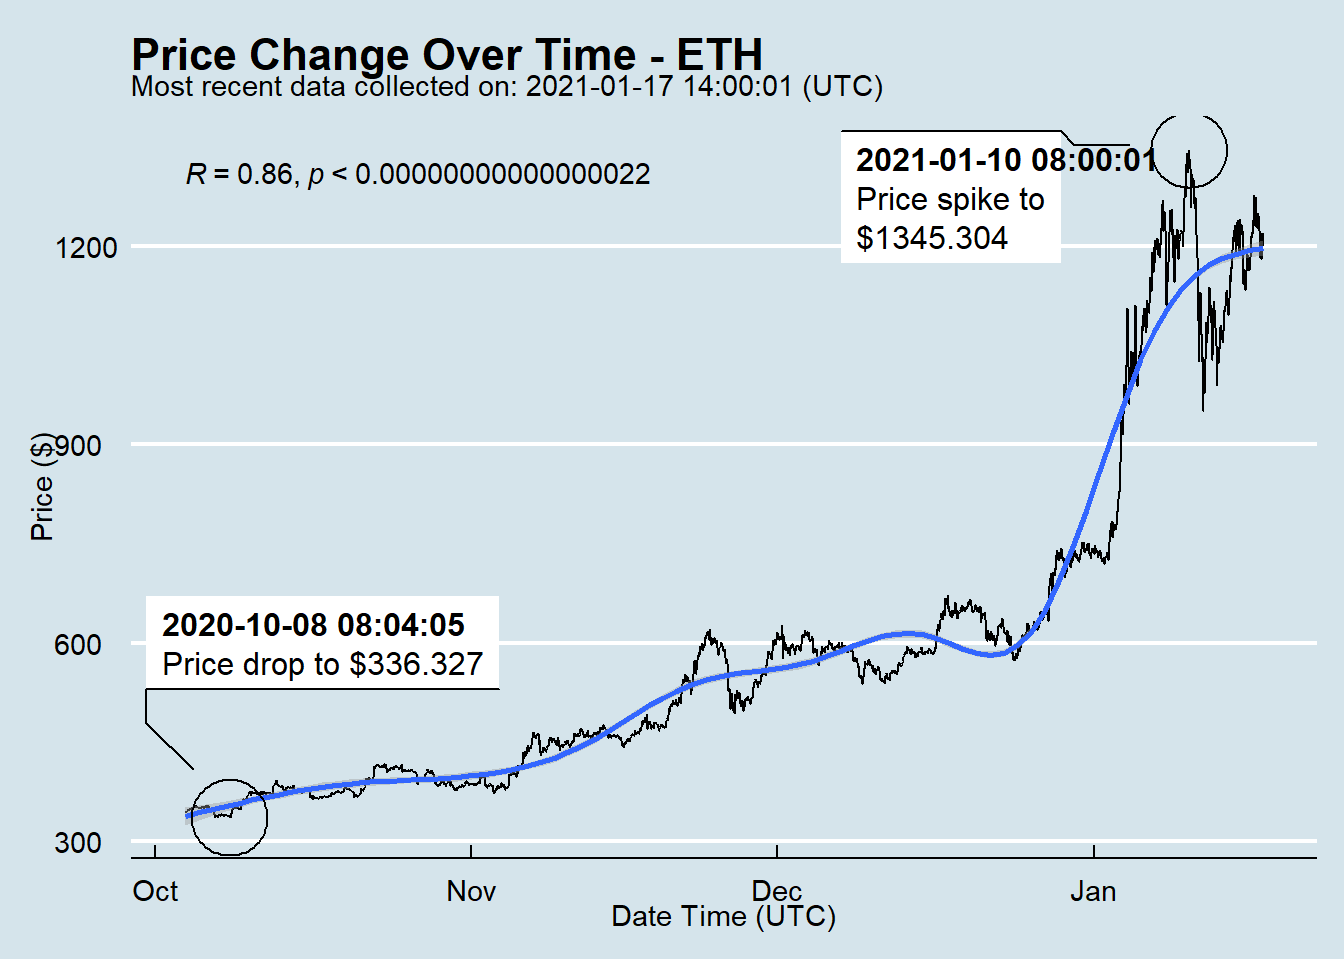 Price Change Over Time - ETH
Most recent data collected on: 2021-01-17 14:00:01 (UTC)
R = 0.86, p < 0.00000000000000022
2021-01-10 08:00:01
Price spike to
$1345.304
1200
900
Price ($)
2020-10-08 08:04:05
Price drop to $336.327
600
300
Oct
Nov
Dec
Jan
Date Time (UTC)